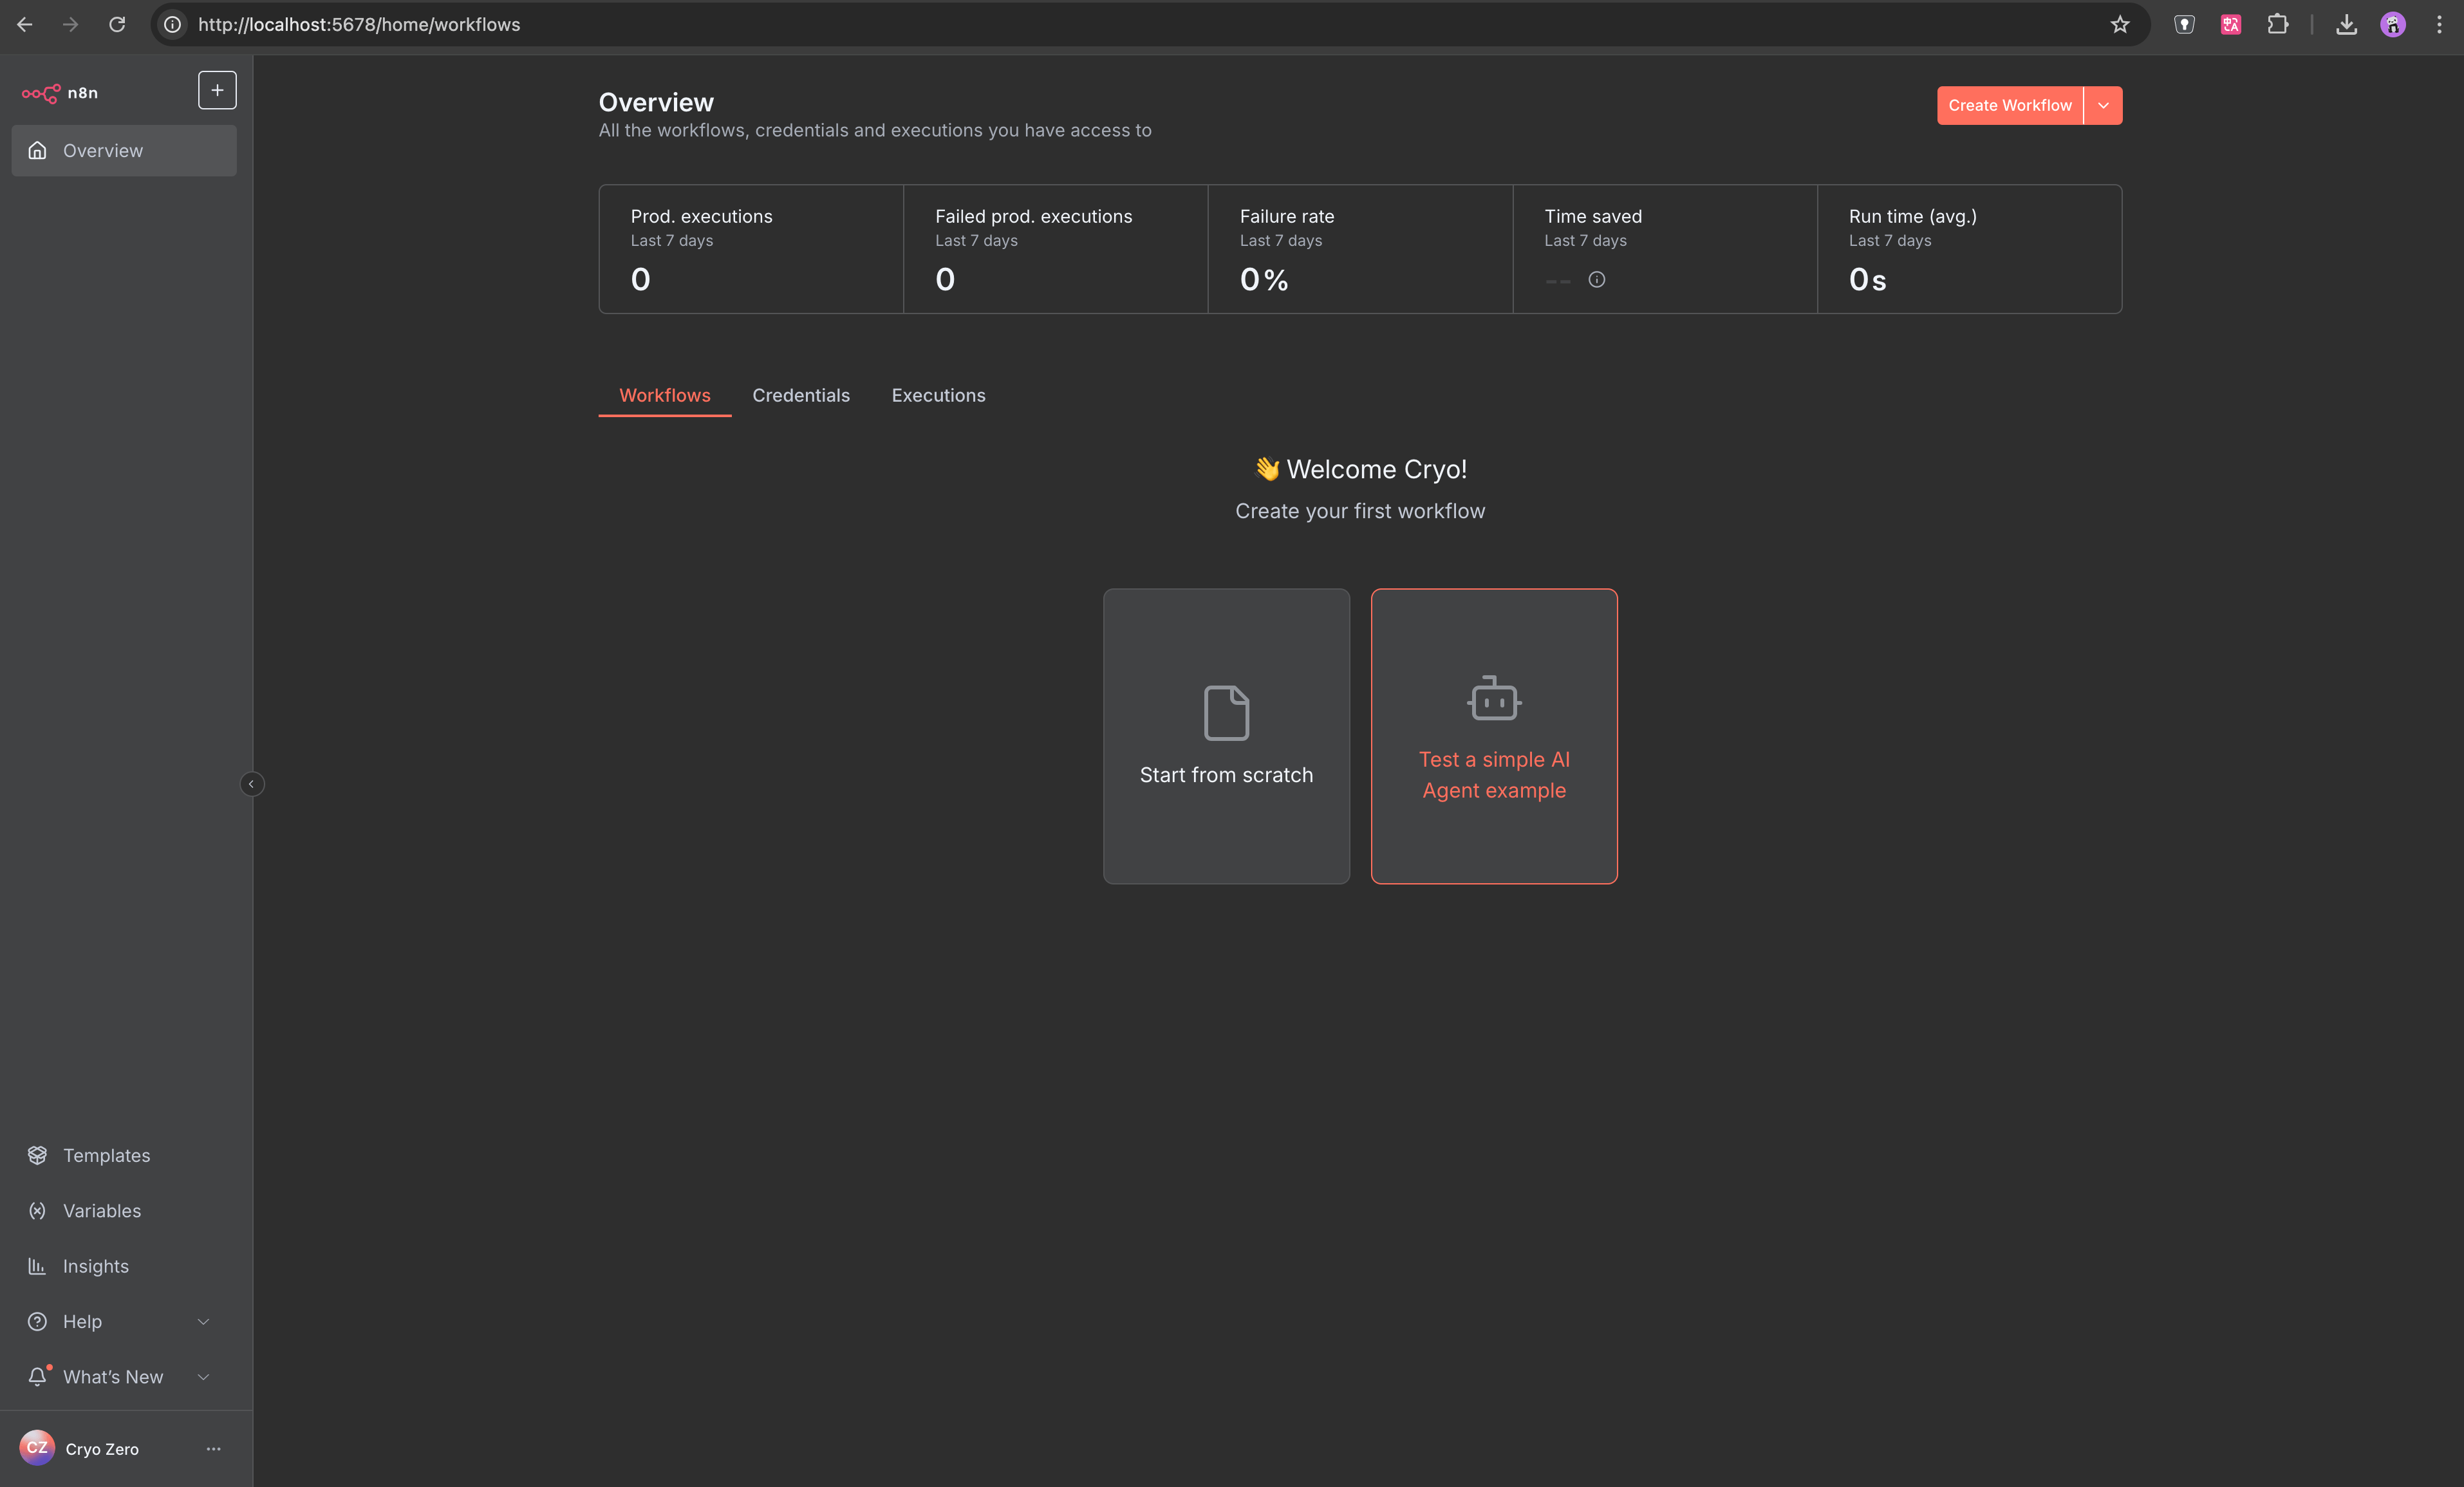 http://localhost:5678/home/workflows
n8n
Overview
Overview
All the workflows, credentials and executions you have access to
Create Workflow
Prod. executions
Last 7 days
0
Failed prod. executions
Last 7 days
0
Failure rate
Last 7 days
0%
Time saved
Last 7 days
--
Run time (avg.)
Last 7 days
0s
Workflows
Credentials
Executions
👋 Welcome Cryo!
Create your first workflow
Start from scratch
Test a simple AI
Agent example
Templates
Variables
Insights
Help
What's New
CZ
Cryo Zero